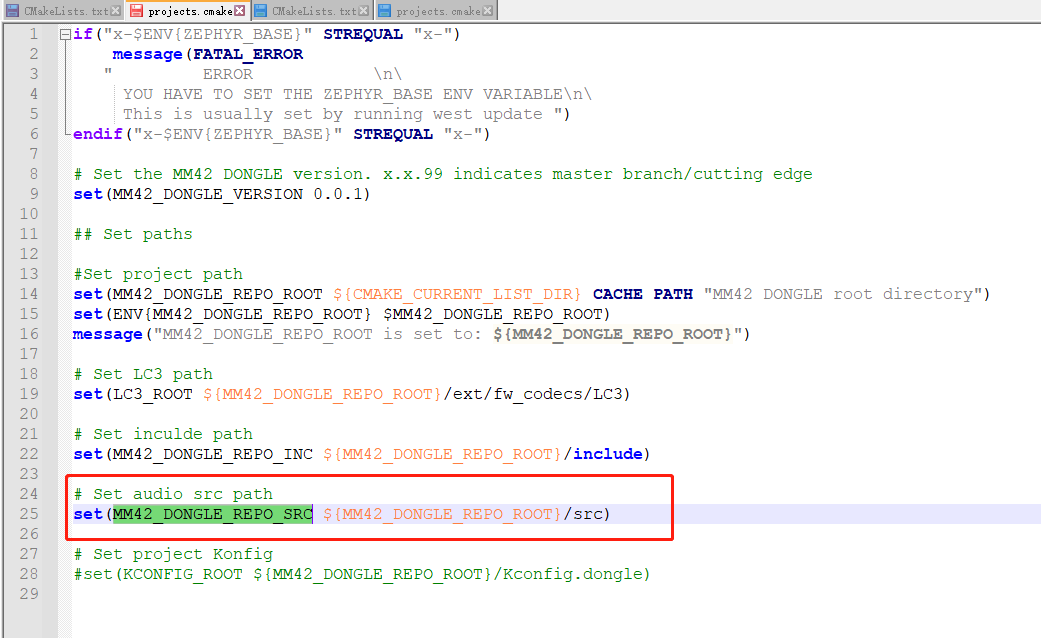 CMakeLists.txt projects.cmake CMakeLists.txt projects.cmake
1 if("x-$ENV{ZEPHYR_BASE}" STREQUAL "x-")
2 message(FATAL_ERROR
3 " ERROR \n\
4 YOU HAVE TO SET THE ZEPHYR_BASE ENV VARIABLE\n\
5 This is usually set by running west update ")
6 endif("x-$ENV{ZEPHYR_BASE}" STREQUAL "x-")
7
8 # Set the MM42 DONGLE version. x.x.99 indicates master branch/cutting edge
9 set(MM42_DONGLE_VERSION 0.0.1)
10
11 ## Set paths
12
13 #Set project path
14 set(MM42_DONGLE_REPO_ROOT ${CMAKE_CURRENT_LIST_DIR} CACHE PATH "MM42 DONGLE root directory")
15 set(ENV{MM42_DONGLE_REPO_ROOT} $MM42_DONGLE_REPO_ROOT)
16 message("MM42_DONGLE_REPO_ROOT is set to: ${MM42_DONGLE_REPO_ROOT}")
17
18 # Set LC3 path
19 set(LC3_ROOT ${MM42_DONGLE_REPO_ROOT}/ext/fw_codecs/LC3)
20
21 # Set inculde path
22 set(MM42_DONGLE_REPO_INC ${MM42_DONGLE_REPO_ROOT}/include)
23
24 # Set audio src path
25 set(MM42_DONGLE_REPO_SRC ${MM42_DONGLE_REPO_ROOT}/src)
26
27 # Set project Konfig
28 #set(KCONFIG_ROOT ${MM42_DONGLE_REPO_ROOT}/Kconfig.dongle)
29